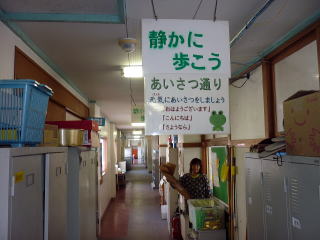 静かに
歩こう
あいさつ通り
元気にあいさつをしましょう
「おはようございます」
「こんにちは」
「さようなら」